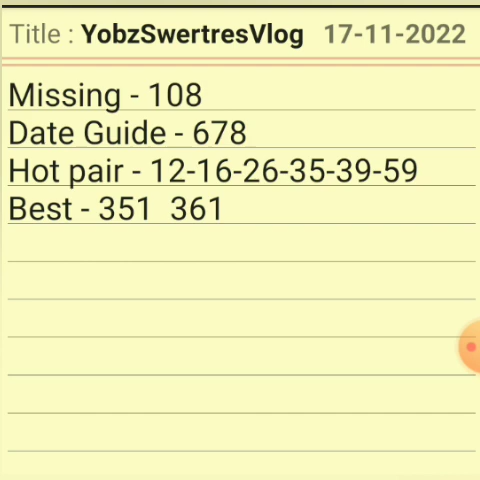 Title : YobzSwertresVlog 17-11-2022
Missing - 108
Date Guide - 678
Hot pair - 12-16-26-35-39-59
Best - 351 361